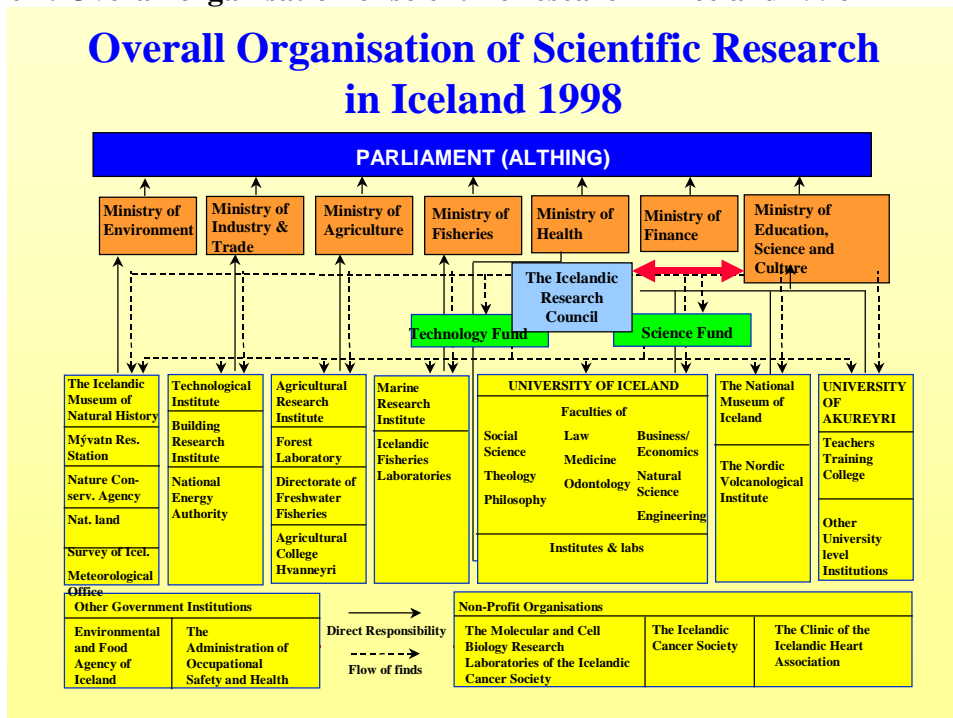 Overall Organisation of Scientific Research
in Iceland 1998
PARLIAMENT (ALTHING)
Ministry of
Environment
Ministry of
Industry &
Trade
Ministry of
Agriculture
Ministry of
Fisheries
Ministry of
Health
Ministry of
Finance
Ministry of
Education,
Science and
Culture
The Icelandic
Research
Council
Technology Fund
Science Fund
The Icelandic
Museum of
Natural History
Mývatn Res.
Station
Nature Con-
serv. Agency
Nat. land
Survey of Icel.
Meteorological
Office
Technological
Institute
Building
Research
Institute
National
Energy
Authority
Agricultural
Research
Institute
Forest
Laboratory
Directorate of
Freshwater
Fisheries
Agricultural
College
Hvanneyri
Marine
Research
Institute
Icelandic
Fisheries
Laboratories
UNIVERSITY OF ICELAND
Faculties of
Social
Science
Theology
Philosophy
Law
Medicine
Odontology
Business/
Economics
Natural
Science
Engineering
Institutes & labs
The National
Museum of
Iceland
The Nordic
Volcanological
Institute
UNIVERSITY
OF
AKUREYRI
Teachers
Training
College
Other
University
level
Institutions
Other Government Institutions
Environmental
and Food
Agency of
Iceland
The
Administration of
Occupational
Safety and Health
Direct Responsibility
Flow of finds
Non-Profit Organisations
The Molecular and Cell
Biology Research
Laboratories of the Icelandic
Cancer Society
The Icelandic
Cancer Society
The Clinic of the
Icelandic Heart
Association